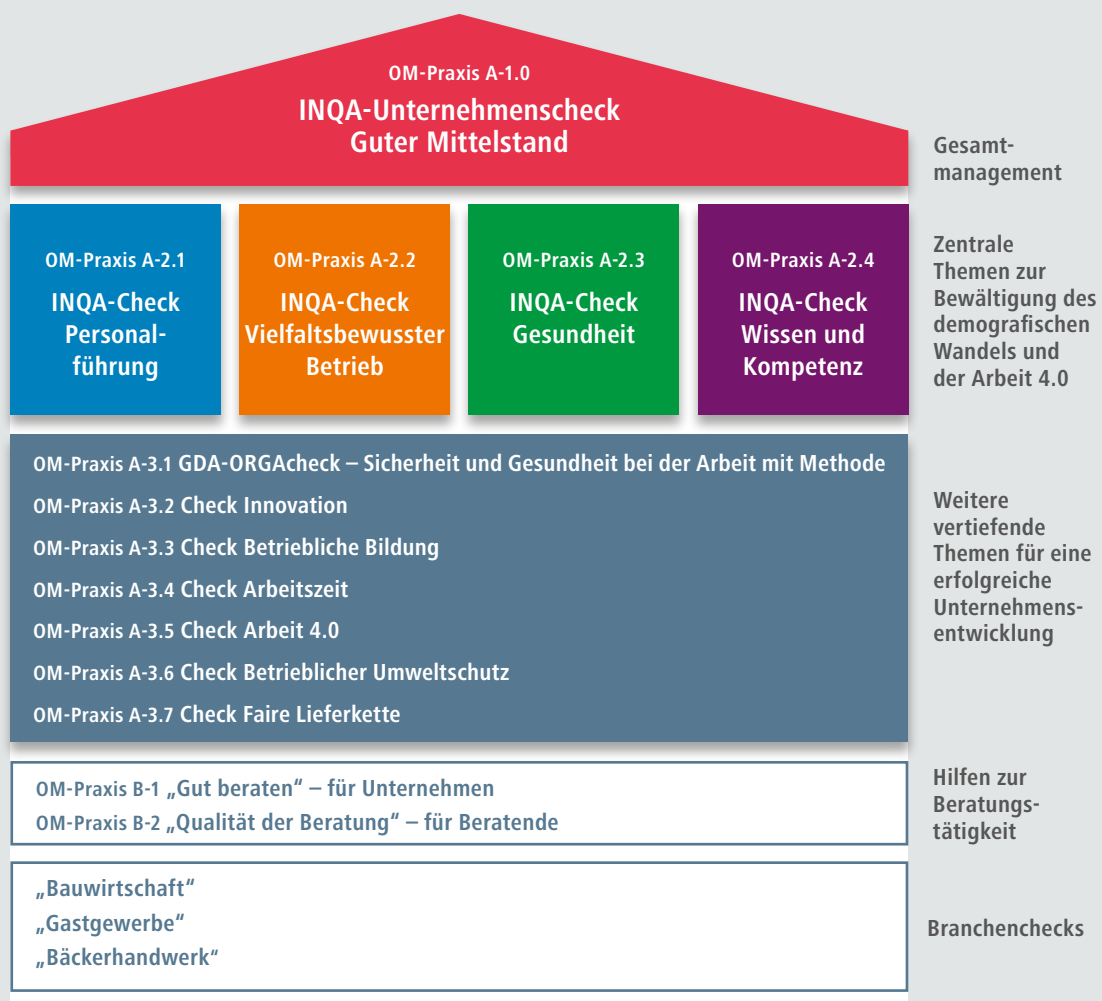 OM-Praxis A-1.0
INQA-Unternehmenscheck
Guter Mittelstand
Gesamt-
management
OM-Praxis A-2.1
INQA-Check
Personal-
führung
OM-Praxis A-2.2
INQA-Check
Vielfaltsbewusster
Betrieb
OM-Praxis A-2.3
INQA-Check
Gesundheit
OM-Praxis A-2.4
INQA-Check
Wissen und
Kompetenz
Zentrale
Themen zur
Bewältigung des
demografischen
Wandels und
der Arbeit 4.0
OM-Praxis A-3.1 GDA-ORGAcheck – Sicherheit und Gesundheit bei der Arbeit mit Methode
OM-Praxis A-3.2 Check Innovation
OM-Praxis A-3.3 Check Betriebliche Bildung
OM-Praxis A-3.4 Check Arbeitszeit
OM-Praxis A-3.5 Check Arbeit 4.0
OM-Praxis A-3.6 Check Betrieblicher Umweltschutz
OM-Praxis A-3.7 Check Faire Lieferkette
Weitere
vertiefende
Themen für eine
erfolgreiche
Unternehmens-
entwicklung
OM-Praxis B-1 „Gut beraten“ – für Unternehmen
OM-Praxis B-2 „Qualität der Beratung“ – für Beratende
Hilfen zur
Beratungs-
tätigkeit
„Bauwirtschaft“
„Gastgewerbe“
„Bäckerhandwerk“
Branchenchecks